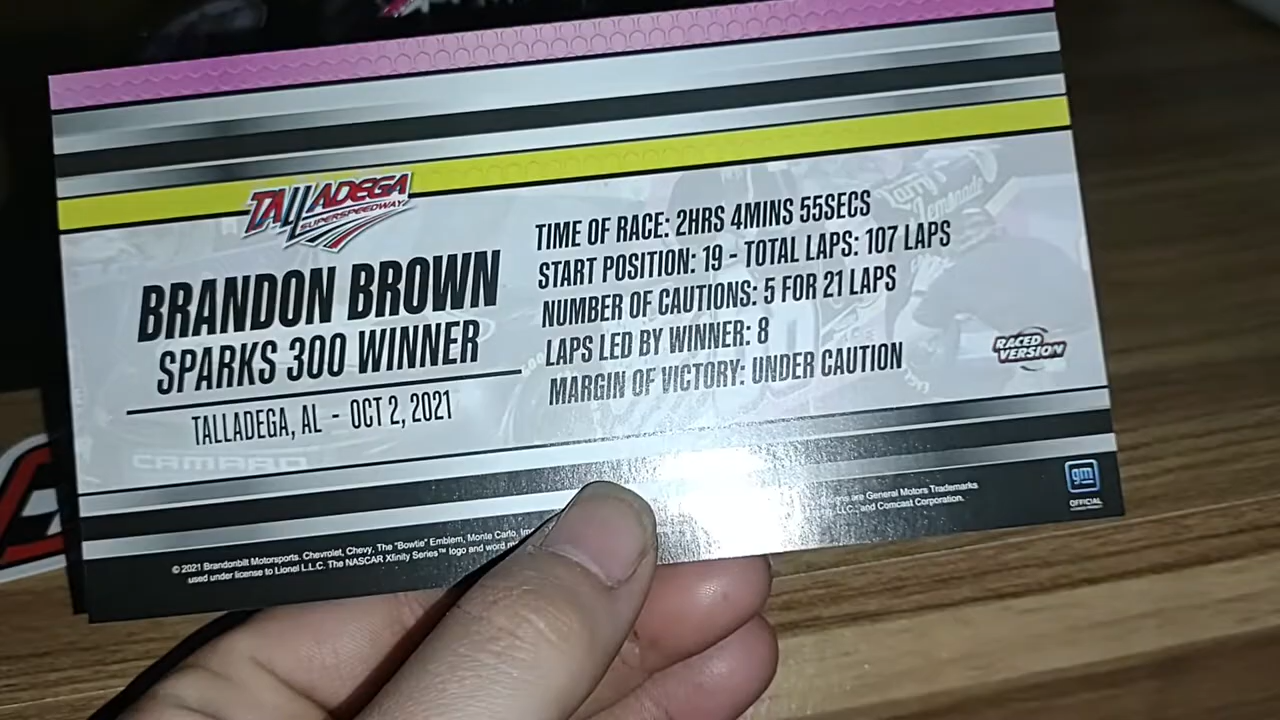 TALLADEGA
SUPERSPEEDWAY
BRANDON BROWN
SPARKS 300 WINNER
TALLADEGA, AL - OCT 2, 2021
CAMARO
TIME OF RACE: 2HRS 4MINS 55SECS
START POSITION: 19 - TOTAL LAPS: 107 LAPS
NUMBER OF CAUTIONS: 5 FOR 21 LAPS
LAPS LED BY WINNER: 8
MARGIN OF VICTORY: UNDER CAUTION
Larry's
Lemonade
RACED
VERSION
gm
OFFICIAL
© 2021 Brandonbilt Motorsports. Chevrolet, Chevy, The "Bowtie" Emblem, Monte Carlo, are General Motors Trademarks
used under license to Lionel L.L.C. The NASCAR Xfinity Series™ logo and word LLC., and Comcast Corporation.